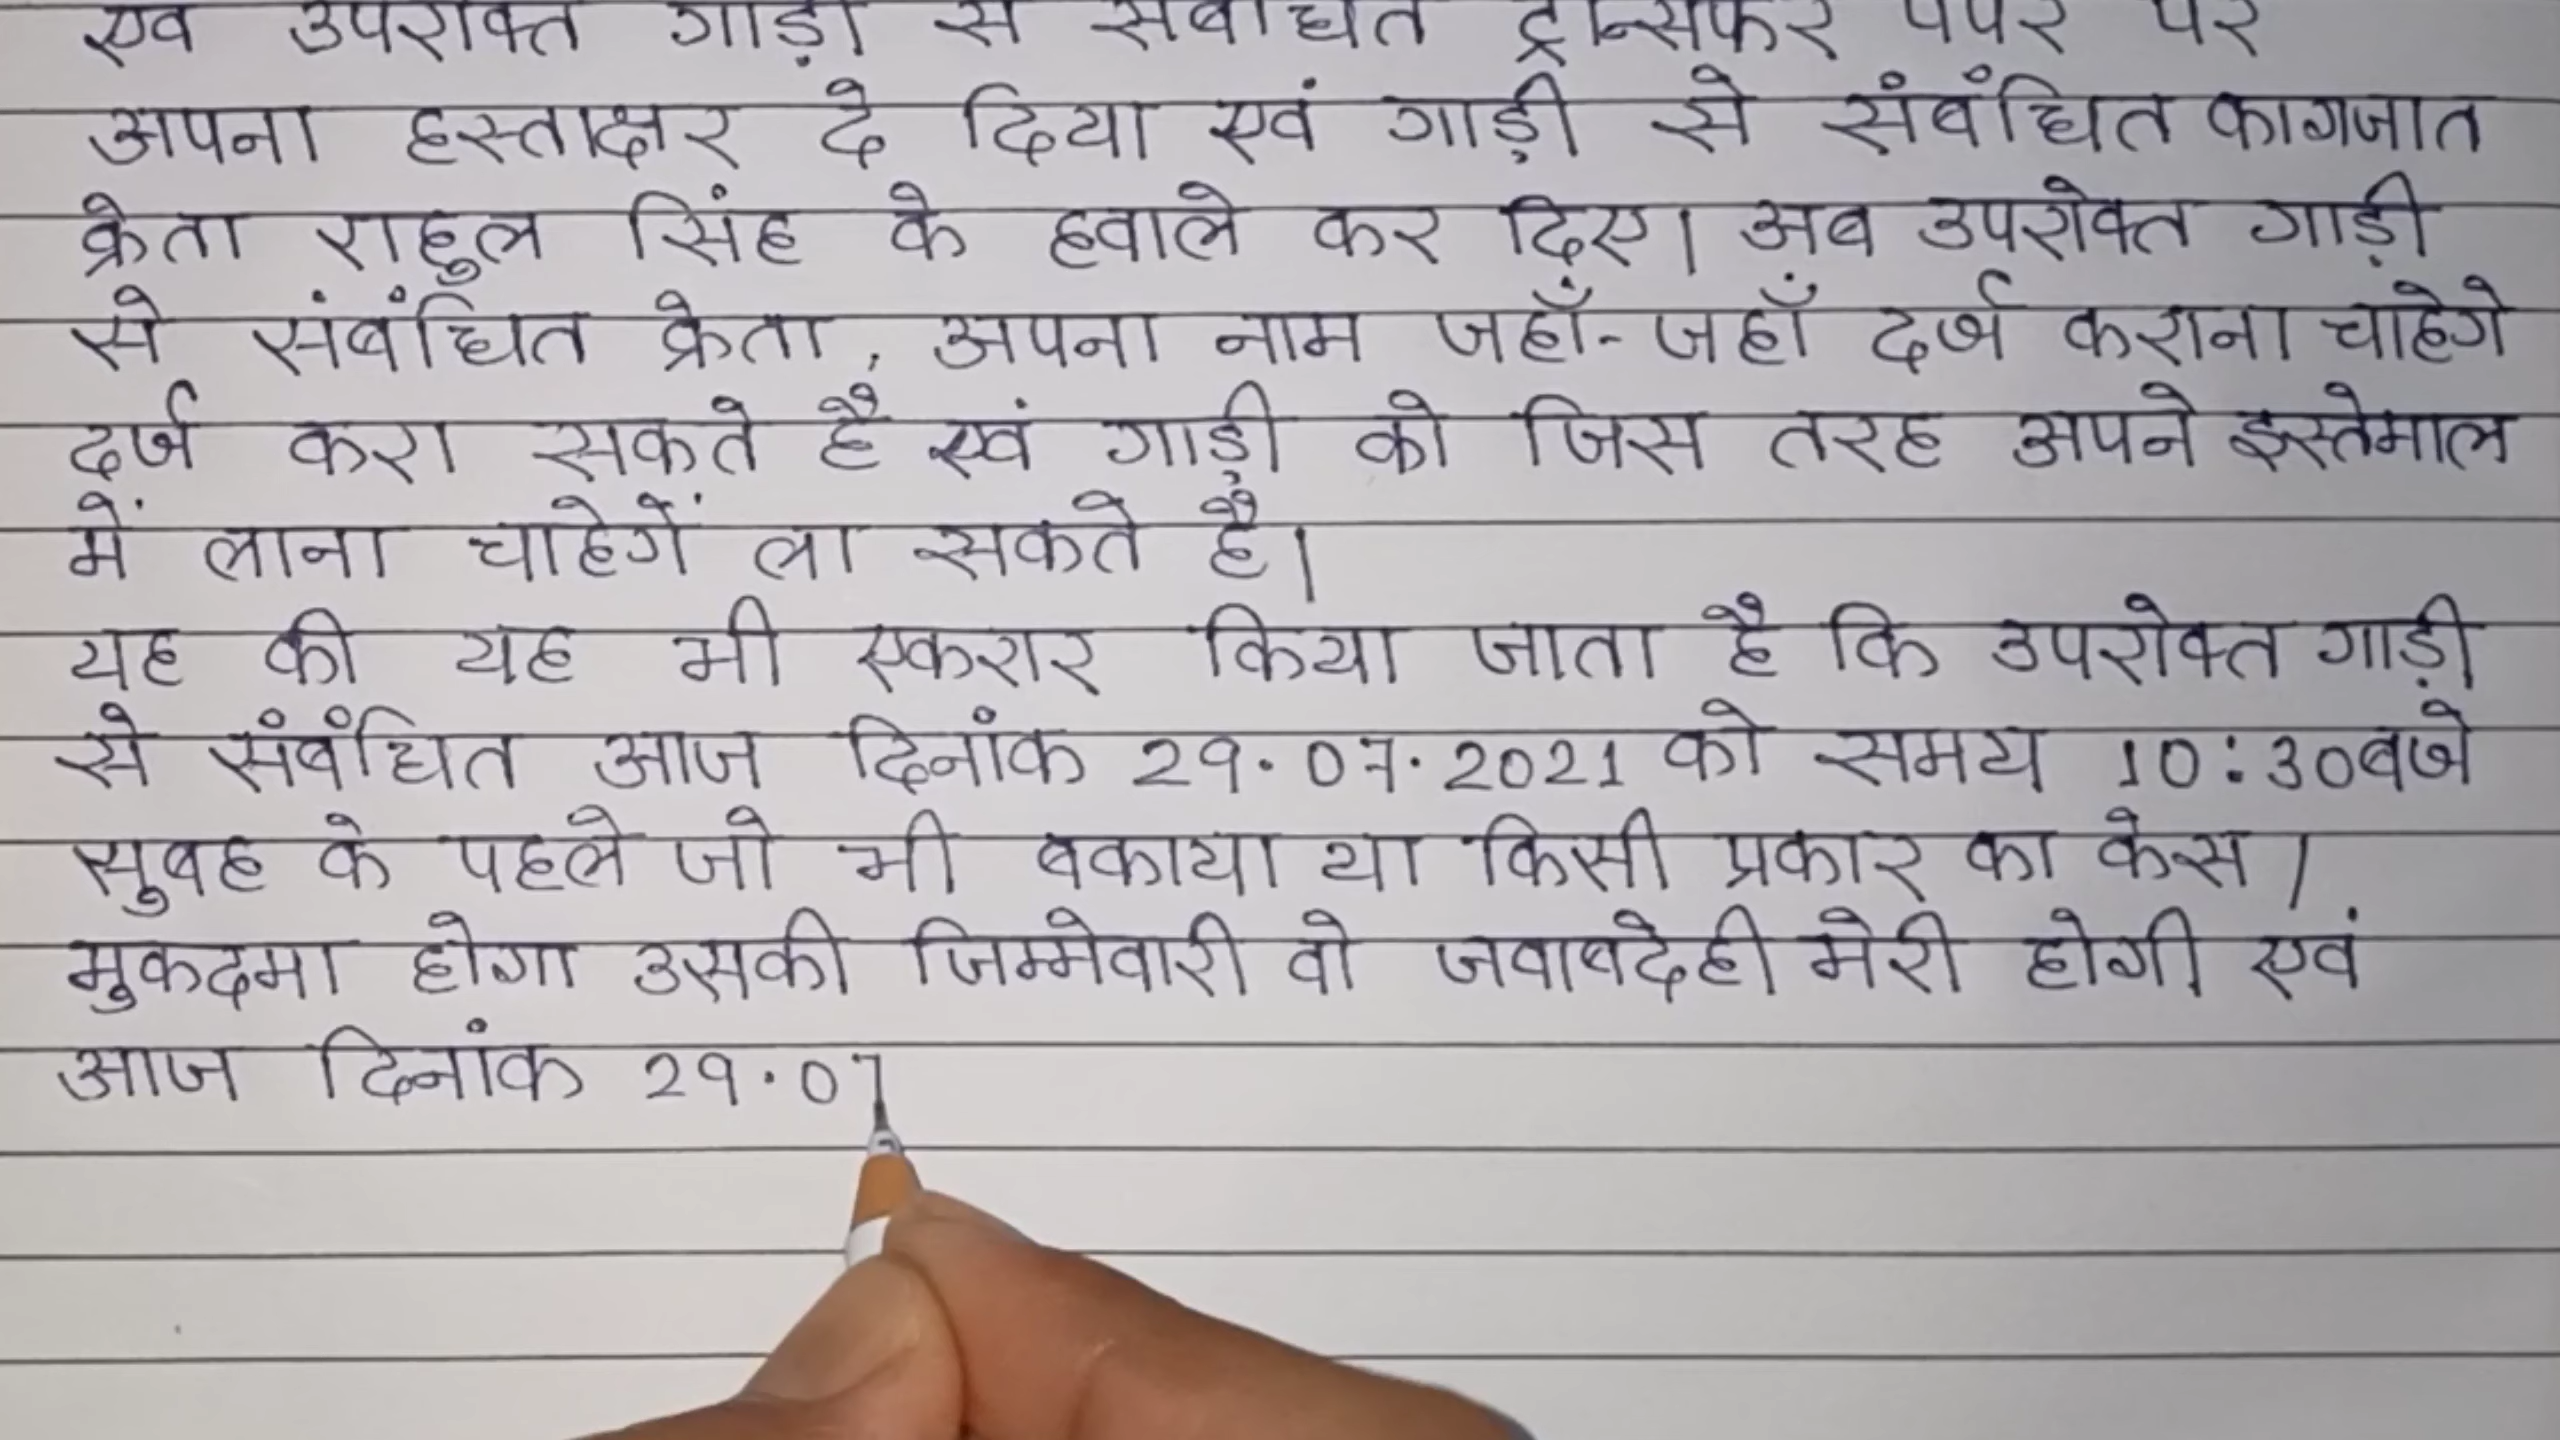 एवं उपरोक्त गाड़ी से संबंधित ट्रान्सफर पेपर पर
अपना हस्ताक्षर दे दिया एवं गाड़ी से संबंधित कागजात
क्रेता राहुल सिंह के हवाले कर दिए। अब उपरोक्त गाड़ी
से संबंधित क्रेता, अपना नाम जहाँ-जहाँ दर्ज कराना चाहेगे
दर्ज करा सकते है एवं गाड़ी को जिस तरह अपने इस्तेमाल
में लाना चाहेगें ला सकते है।
यह की यह भी एकरार किया जाता है कि उपरोक्त गाड़ी
से संबंधित आज दिनांक 29.07.2021 को समय 10:30बजे
सुबह के पहले जो भी बकाया या किसी प्रकार का केस /
मुकदमा होगा उसकी जिम्मेवारी वो जवाबदेही मेरी होगी एवं
आज दिनांक 29.07